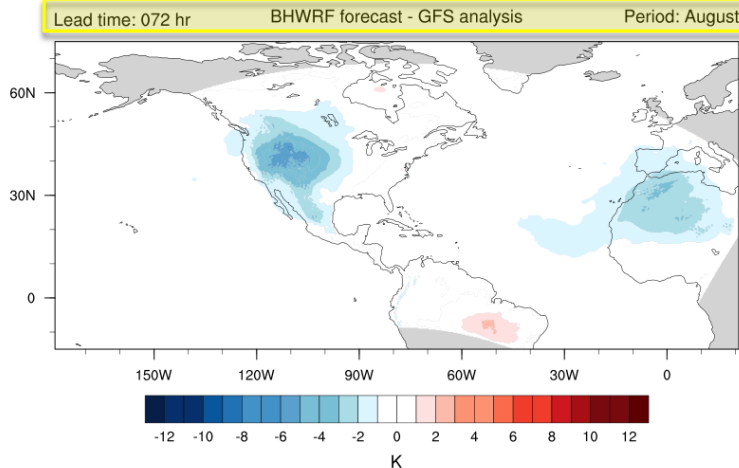 Lead time: 072 hr BHWRF forecast - GFS analysis Period: August
60N
30N
0
150W 120W 90W 60W 30W 0
-12 -10 -8 -6 -4 -2 0 2 4 6 8 10 12
K